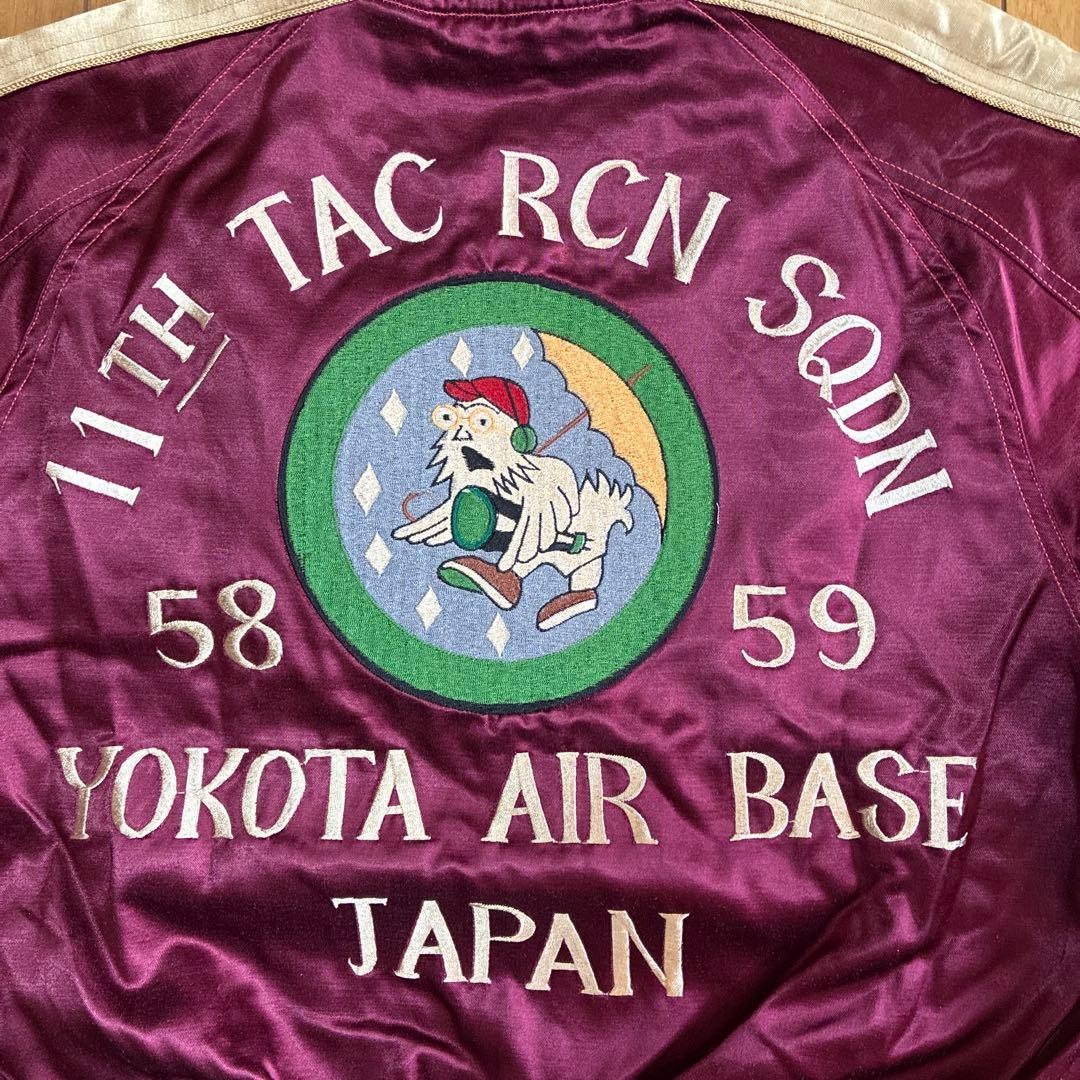 11TH TAC RCN SQDN
58 59
YOKOTA AIR BASE
JAPAN